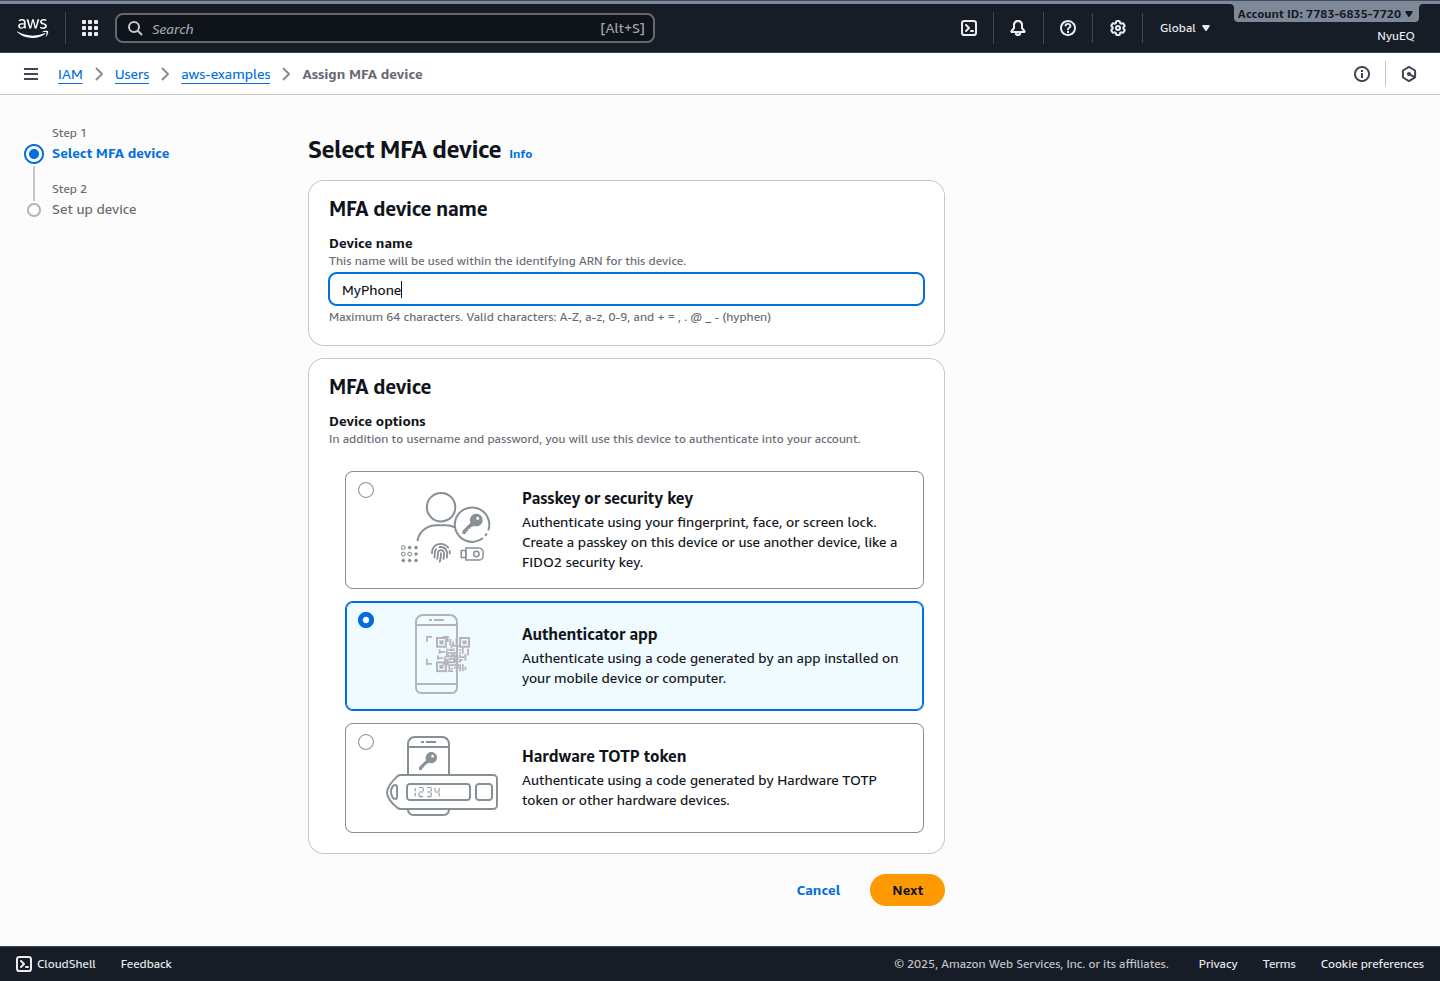 aws
Search [Alt+S]
Global
Account ID: 7783-6835-7720
NyuEQ
IAM
Users
aws-examples
Assign MFA device
Step 1
Select MFA device
Step 2
Set up device
Select MFA device Info
MFA device name
Device name
This name will be used within the identifying ARN for this device.
MyPhone
Maximum 64 characters. Valid characters: A-Z, a-z, 0-9, and + = , . @ _ - (hyphen)
MFA device
Device options
In addition to username and password, you will use this device to authenticate into your account.
Passkey or security key
Authenticate using your fingerprint, face, or screen lock.
Create a passkey on this device or use another device, like a
FIDO2 security key.
Authenticator app
Authenticate using a code generated by an app installed on
your mobile device or computer.
1234
Hardware TOTP token
Authenticate using a code generated by Hardware TOTP
token or other hardware devices.
Cancel
Next
CloudShell
Feedback
© 2025, Amazon Web Services, Inc. or its affiliates.
Privacy
Terms
Cookie preferences